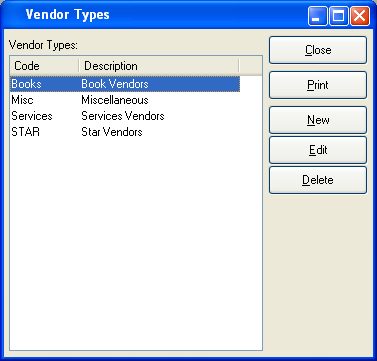 Vendor Types
Vendor Types:
Code Description
Books Book Vendors
Misc Miscellaneous
Services Services Vendors
STAR Star Vendors
Close
Print
New
Edit
Delete